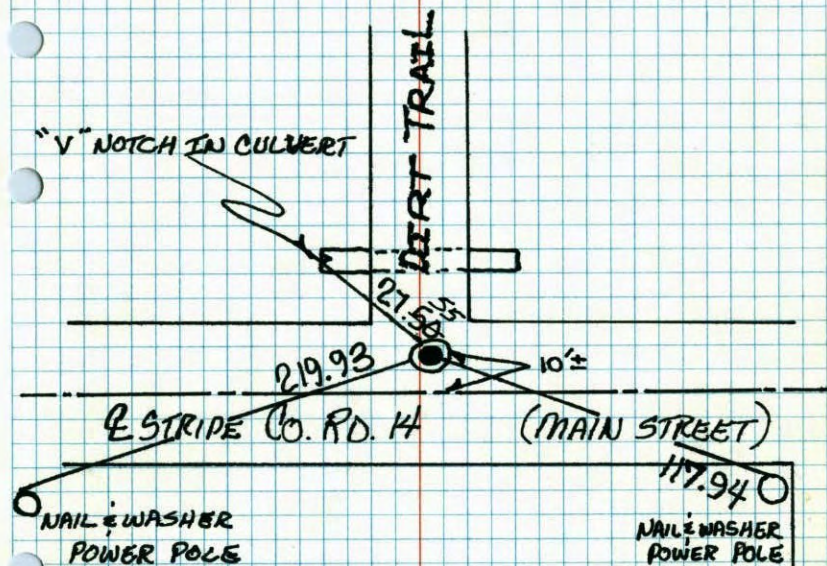 DIRT TRAIL
"V" NOTCH IN CULVERT
27.54
55
219.93
10'±
℄ STRIPE CO. RD. H
(MAIN STREET)
117.94
NAIL & WASHER
POWER POLE
NAIL & WASHER
POWER POLE